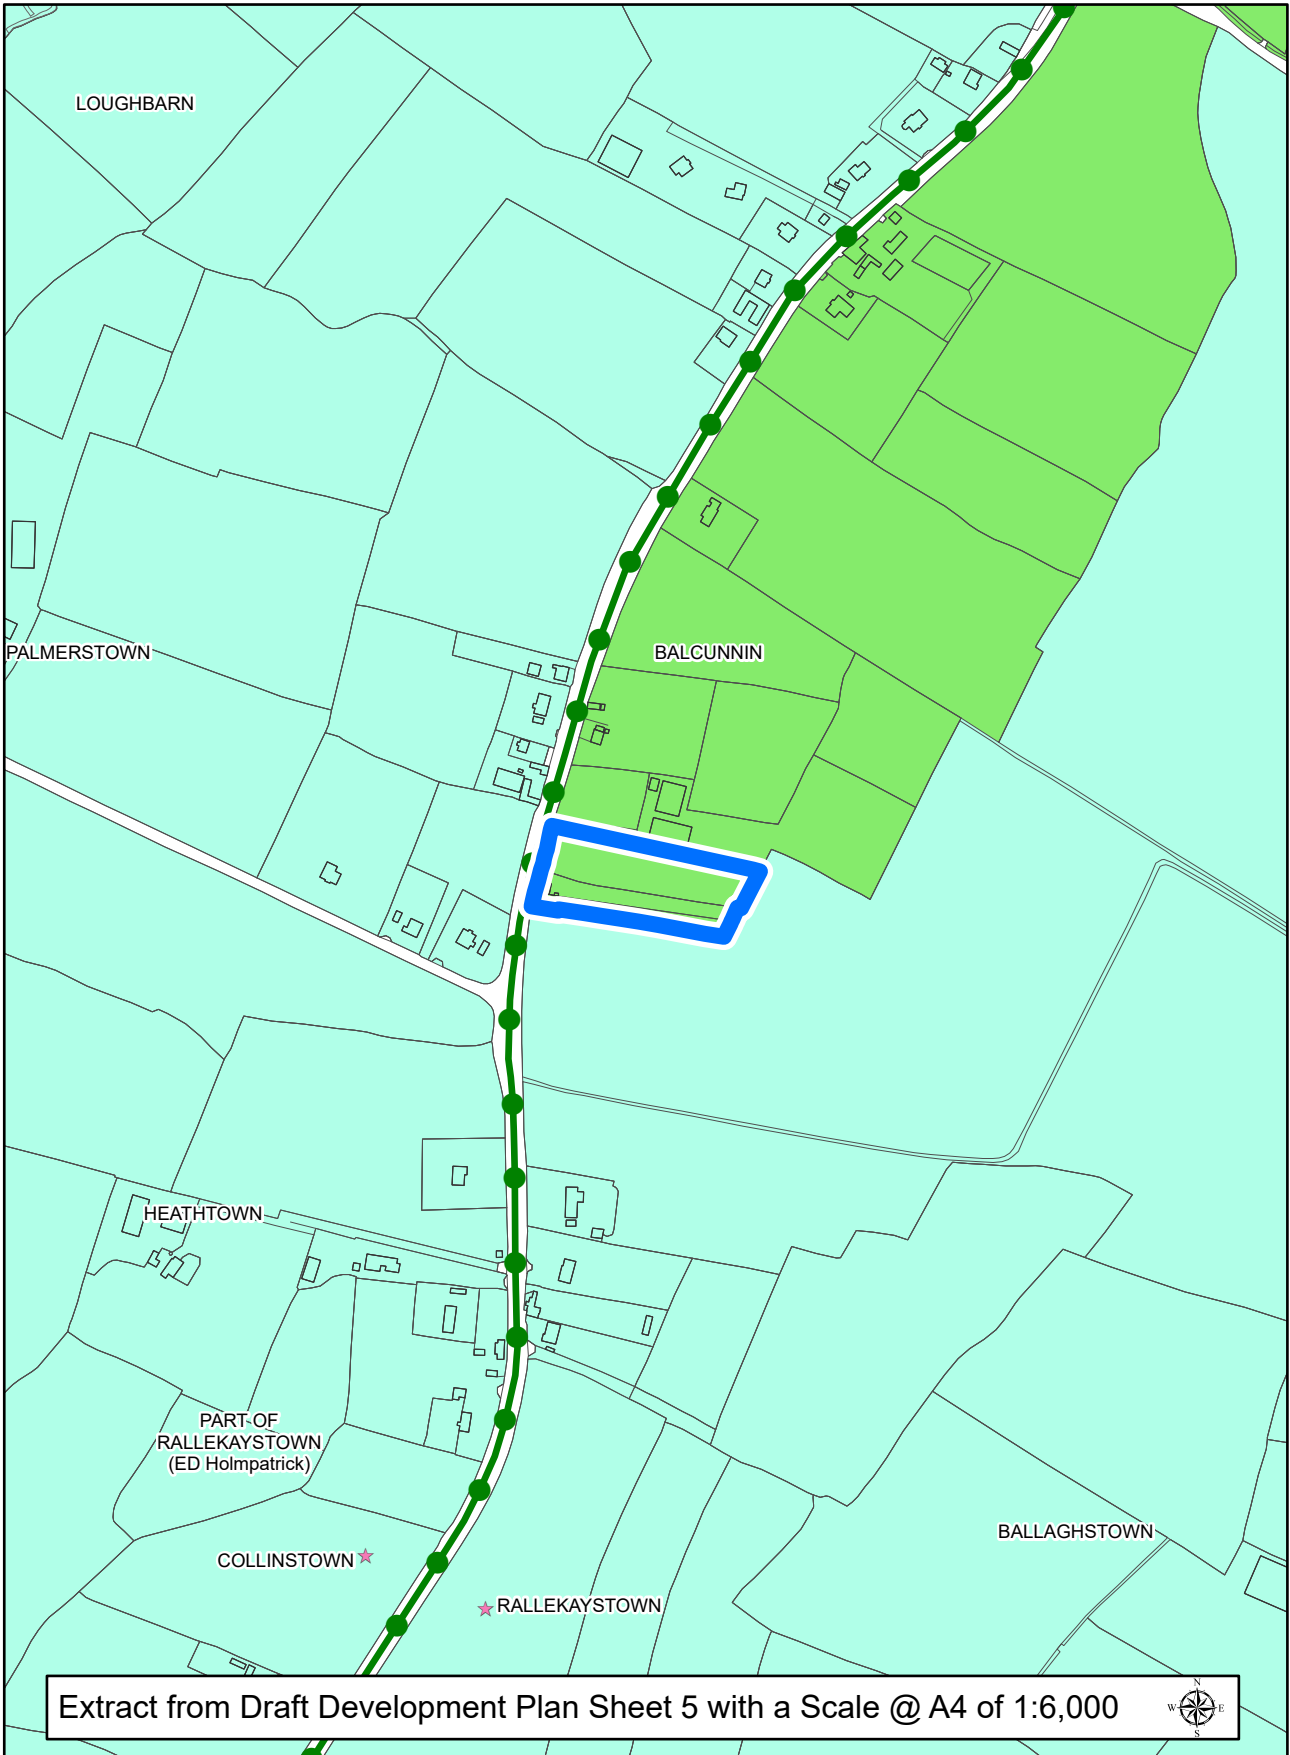 LOUGHBARN
PALMERSTOWN
BALCUNNIN
HEATHTOWN
PART OF
RALLEKAYSTOWN
(ED Holmpatrick)
BALLAGHSTOWN
COLLINSTOWN
RALLEKAYSTOWN
Extract from Draft Development Plan Sheet 5 with a Scale @ A4 of 1:6,000
N
W E
S